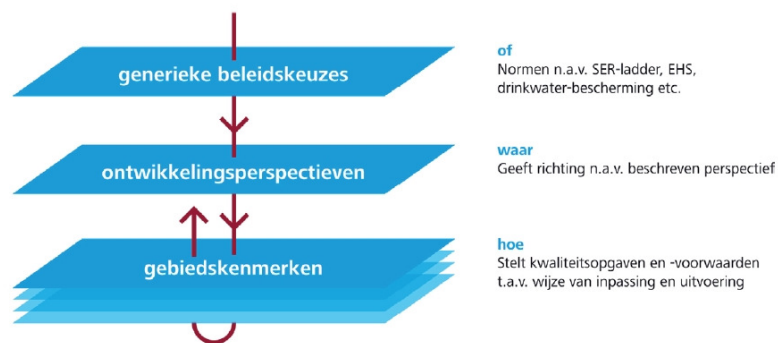 generieke beleidskeuzes
of
Normen n.a.v. SER-ladder, EHS,
drinkwater-bescherming etc.
ontwikkelingsperspectieven
waar
Geeft richting n.a.v. beschreven perspectief
gebiedskenmerken
hoe
Stelt kwaliteitsopgaven en -voorwaarden
t.a.v. wijze van inpassing en uitvoering